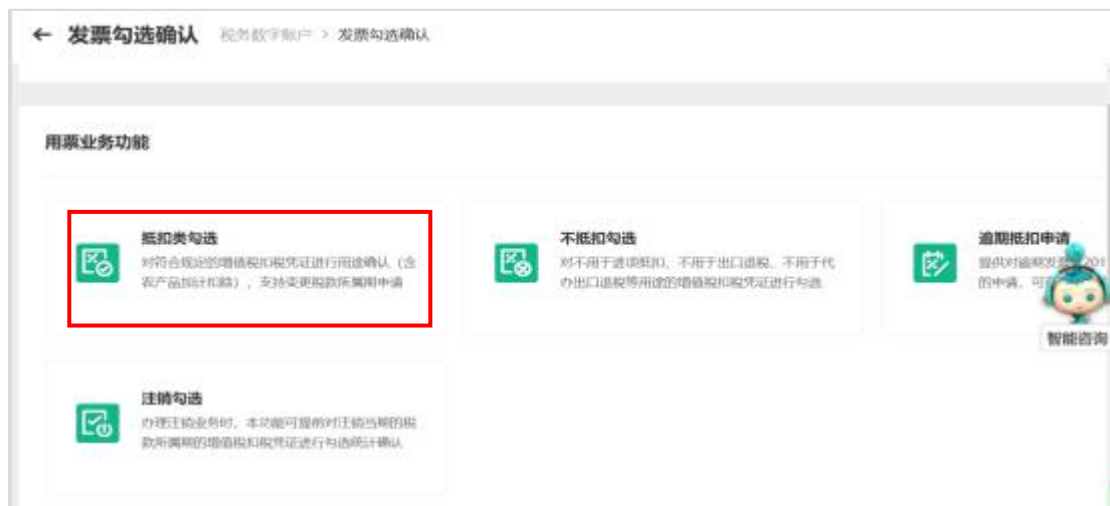 ← 发票勾选确认 税务数字账户 > 发票勾选确认
用票业务功能
抵扣类勾选
对符合规定的增值税扣税凭证进行用途确认（含
农产品加计扣除），支持变更税款所属期申请
不抵扣勾选
对不用于进项抵扣、不用于出口退税、不用于代
办出口退税等用途的增值税扣税凭证进行勾选
逾期抵扣申请
提供对逾期发票
201
的申请，可
智能咨询
注销勾选
办理注销业务时，本功能可提前对注销当期的税
款所属期的增值税扣税凭证进行勾选统计确认